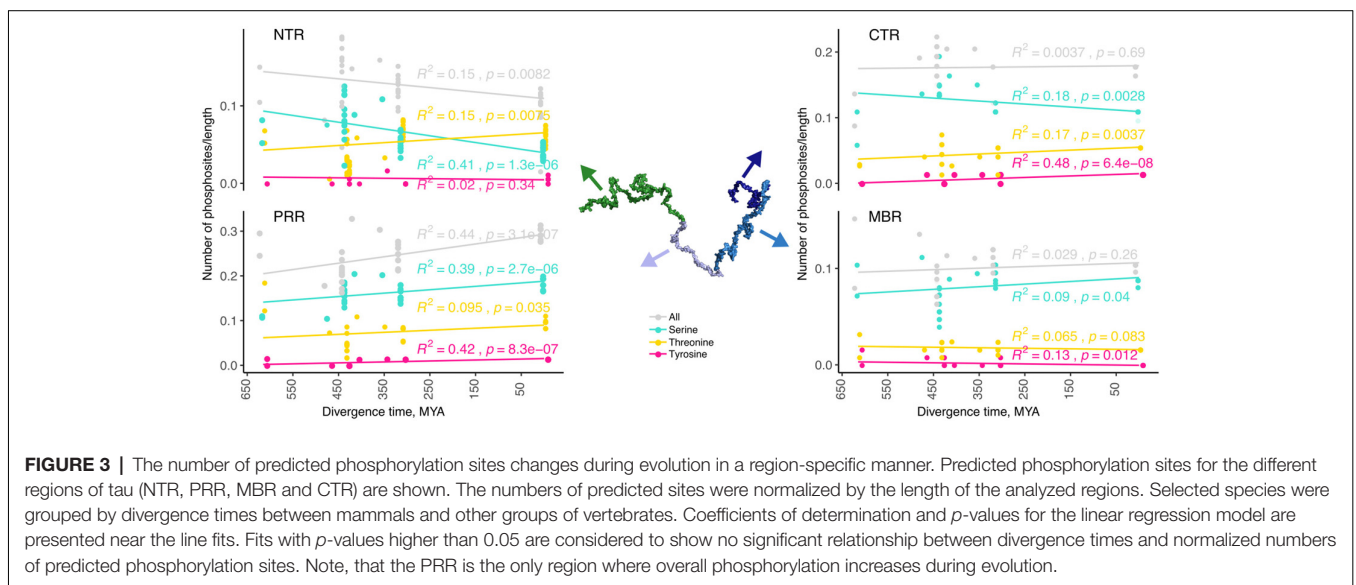 NTR
R² = 0.15 , p = 0.0082
R² = 0.15 , p = 0.0075
R² = 0.41 , p = 1.3e−06
R² = 0.02 , p = 0.34
0.1
0.0
Number of phosphosites/length
PRR
R² = 0.44 , p = 3.1e−07
R² = 0.39 , p = 2.7e−06
R² = 0.095 , p = 0.035
R² = 0.42 , p = 8.3e−07
0.3
0.2
0.1
0.0
650
550
450
350
250
150
50
Divergence time, MYA
All
Serine
Threonine
Tyrosine
CTR
R² = 0.0037 , p = 0.69
R² = 0.18 , p = 0.0028
R² = 0.17 , p = 0.0037
R² = 0.48 , p = 6.4e−08
0.2
0.1
0.0
Number of phosphosites/length
MBR
R² = 0.029 , p = 0.26
R² = 0.09 , p = 0.04
R² = 0.065 , p = 0.083
R² = 0.13 , p = 0.012
0.1
0.0
650
550
450
350
250
150
50
Divergence time, MYA
FIGURE 3 | The number of predicted phosphorylation sites changes during evolution in a region-specific manner. Predicted phosphorylation sites for the different
regions of tau (NTR, PRR, MBR and CTR) are shown. The numbers of predicted sites were normalized by the length of the analyzed regions. Selected species were
grouped by divergence times between mammals and other groups of vertebrates. Coefficients of determination and p-values for the linear regression model are
presented near the line fits. Fits with p-values higher than 0.05 are considered to show no significant relationship between divergence times and normalized numbers
of predicted phosphorylation sites. Note, that the PRR is the only region where overall phosphorylation increases during evolution.